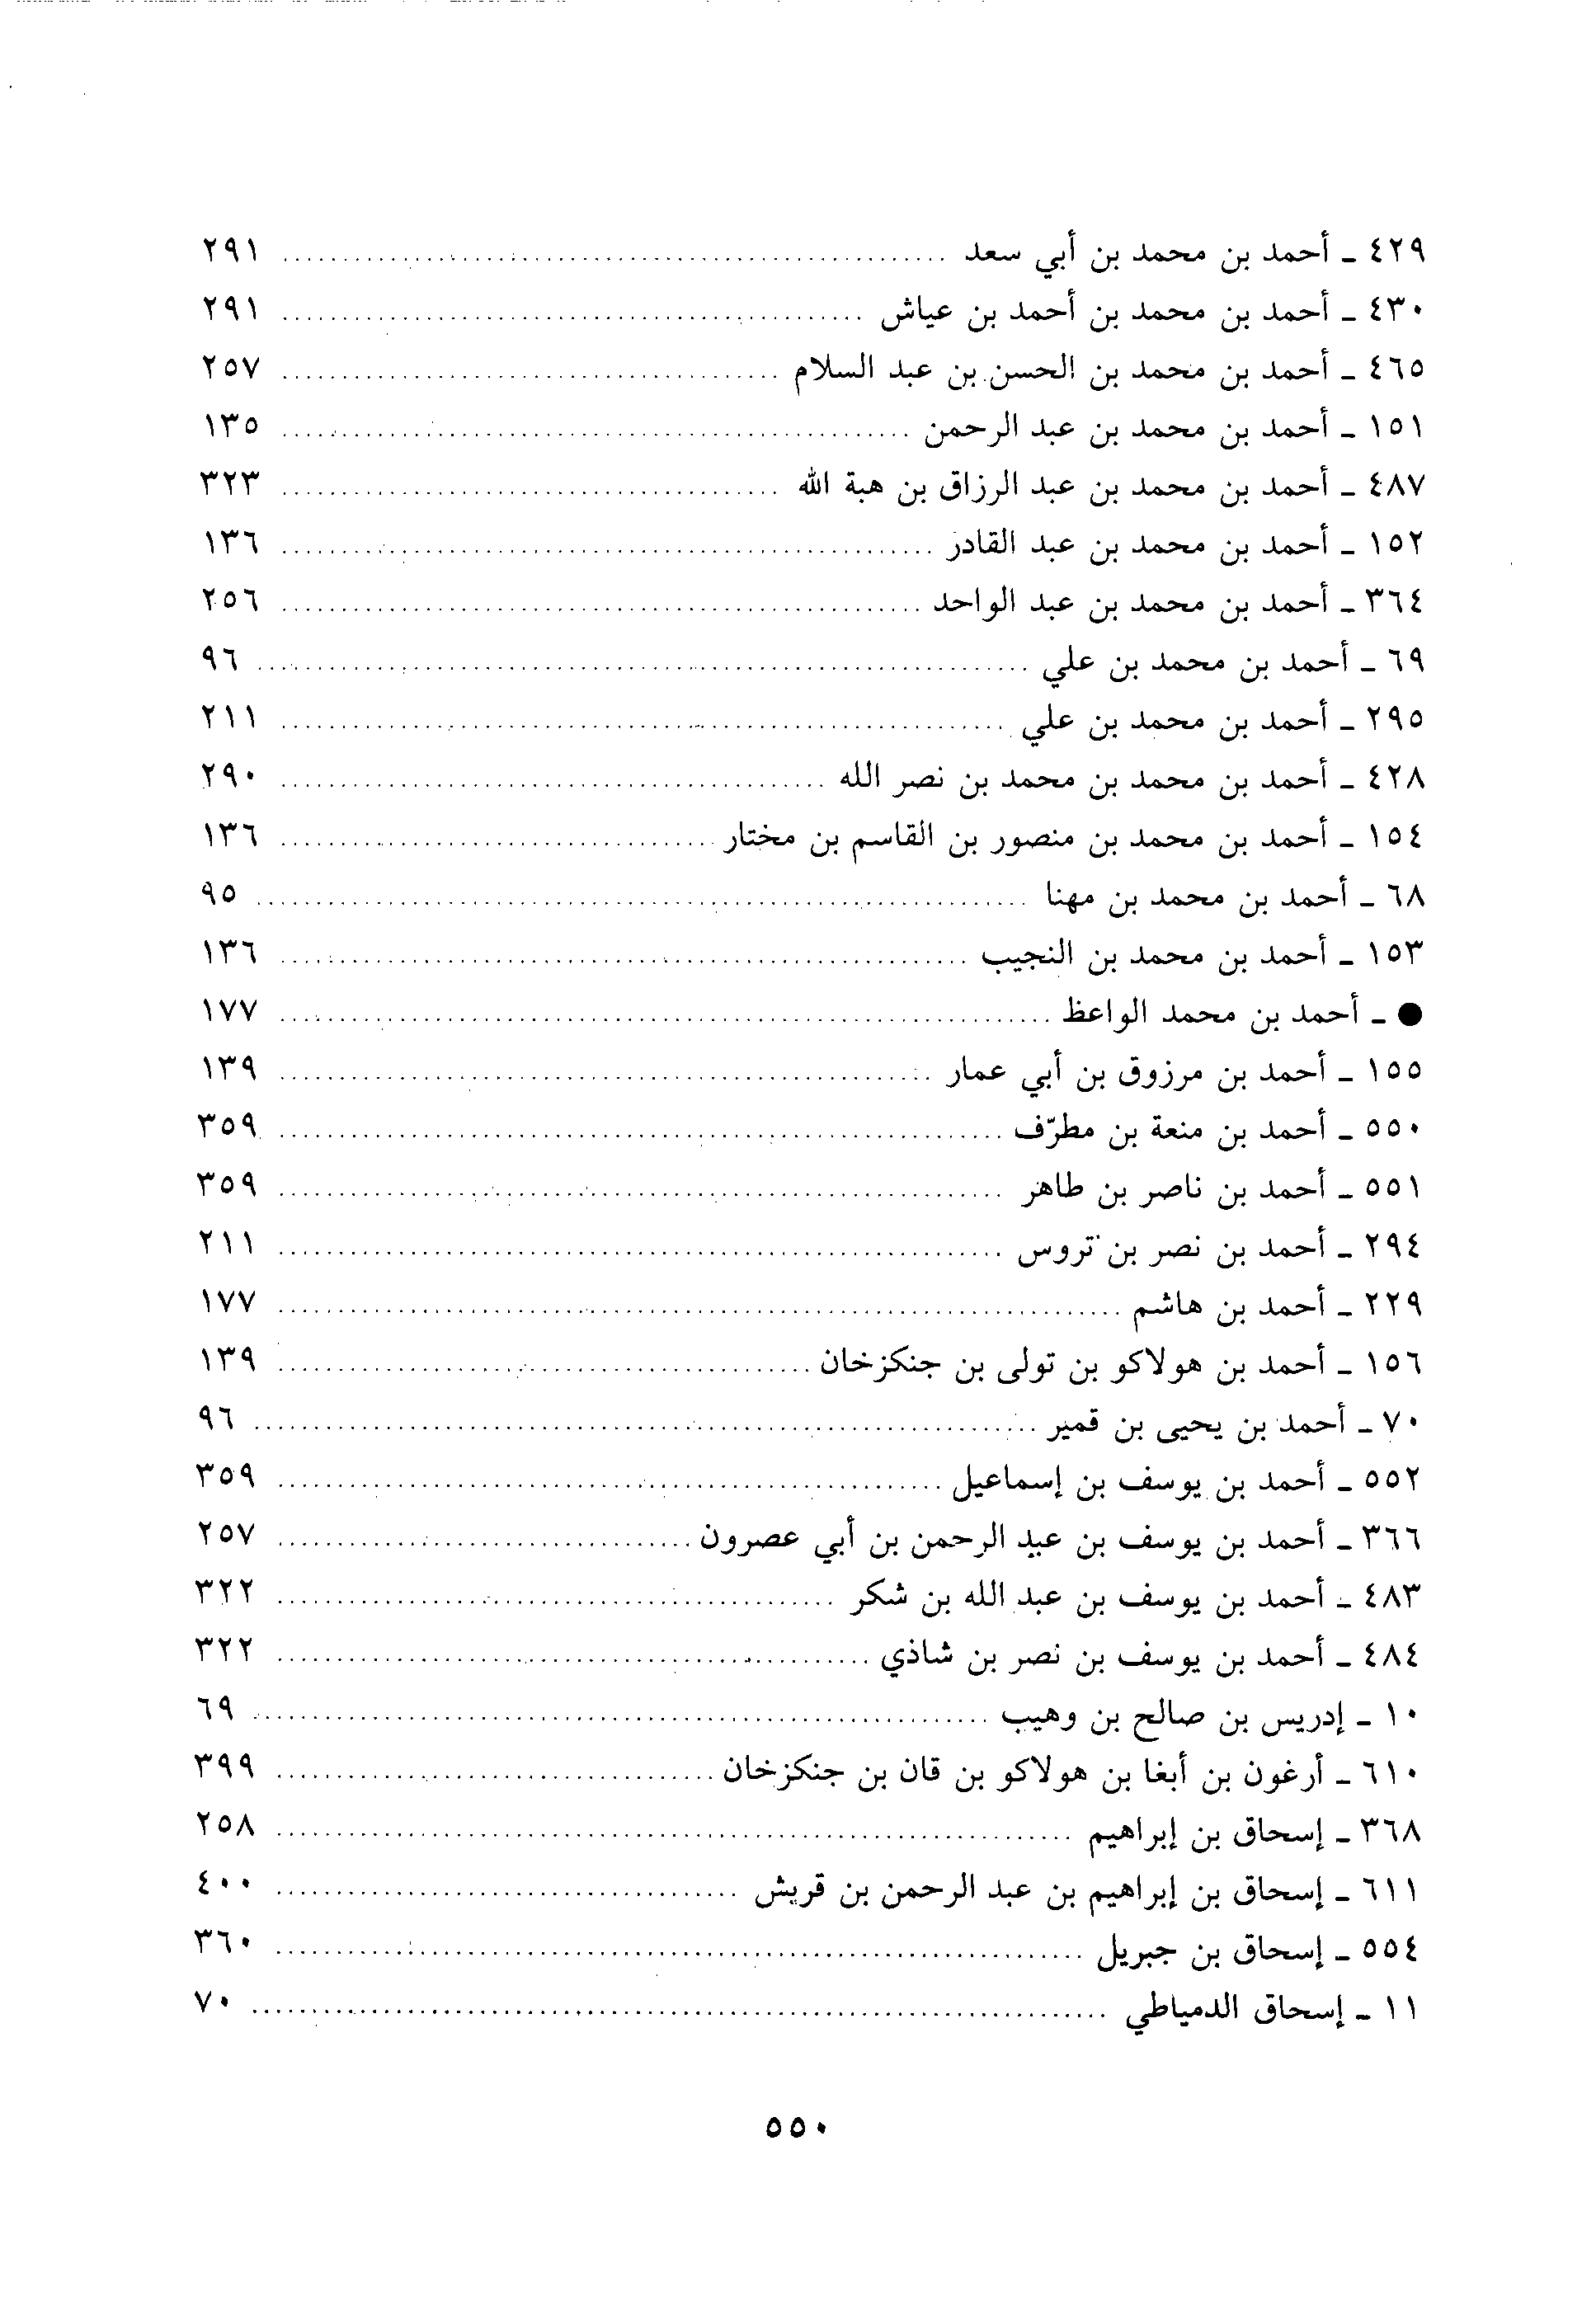 ٤٢٩ ـ أحمد بن محمد بن أبي سعد ................ ٢٩١
٤٣٠ ـ أحمد بن محمد بن أحمد بن عياش ................ ٢٩١
٤٦٥ ـ أحمد بن محمد بن الحسن بن عبد السلام ................ ٢٥٧
١٥١ ـ أحمد بن محمد بن عبد الرحمن ................ ١٣٥
٤٨٧ ـ أحمد بن محمد بن عبد الرزاق بن هبة الله ................ ٣٢٣
١٥٢ ـ أحمد بن محمد بن عبد القادر ................ ١٣٦
٣٦٤ ـ أحمد بن محمد بن عبد الواحد ................ ٢٥٦
٦٩ ـ أحمد بن محمد بن علي ................ ٩٦
٢٩٥ ـ أحمد بن محمد بن علي ................ ٢١١
٤٢٨ ـ أحمد بن محمد بن محمد بن نصر الله ................ ٢٩٠
١٥٤ ـ أحمد بن محمد بن منصور بن القاسم بن مختار ................ ١٣٦
٦٨ ـ أحمد بن محمد بن مهنا ................ ٩٥
١٥٣ ـ أحمد بن محمد بن النجيب ................ ١٣٦
● ـ أحمد بن محمد الواعظ ................ ١٧٧
١٥٥ ـ أحمد بن مرزوق بن أبي عمار ................ ١٣٩
٥٥٠ ـ أحمد بن منعة بن مطرّف ................ ٣٥٩
٥٥١ ـ أحمد بن ناصر بن طاهر ................ ٣٥٩
٢٩٤ ـ أحمد بن نصر بن تروس ................ ٢١١
٢٢٩ ـ أحمد بن هاشم ................ ١٧٧
١٥٦ ـ أحمد بن هولاكو بن تولى بن جنكزخان ................ ١٣٩
٧٠ ـ أحمد بن يحيى بن قمير ................ ٩٦
٥٥٢ ـ أحمد بن يوسف بن إسماعيل ................ ٣٥٩
٣٦٦ ـ أحمد بن يوسف بن عبد الرحمن بن أبي عصرون ................ ٢٥٧
٤٨٣ ـ أحمد بن يوسف بن عبد الله بن شكر ................ ٣٢٢
٤٨٤ ـ أحمد بن يوسف بن نصر بن شاذي ................ ٣٢٢
١٠ ـ إدريس بن صالح بن وهيب ................ ٦٩
٦١٠ ـ أرغون بن أبغا بن هولاكو بن قان بن جنكزخان ................ ٣٩٩
٣٦٨ ـ إسحاق بن إبراهيم ................ ٢٥٨
٦١١ ـ إسحاق بن إبراهيم بن عبد الرحمن بن قريش ................ ٤٠٠
٥٥٤ ـ إسحاق بن جبريل ................ ٣٦٠
١١ ـ إسحاق الدمياطي ................ ٧٠
٥٥٠